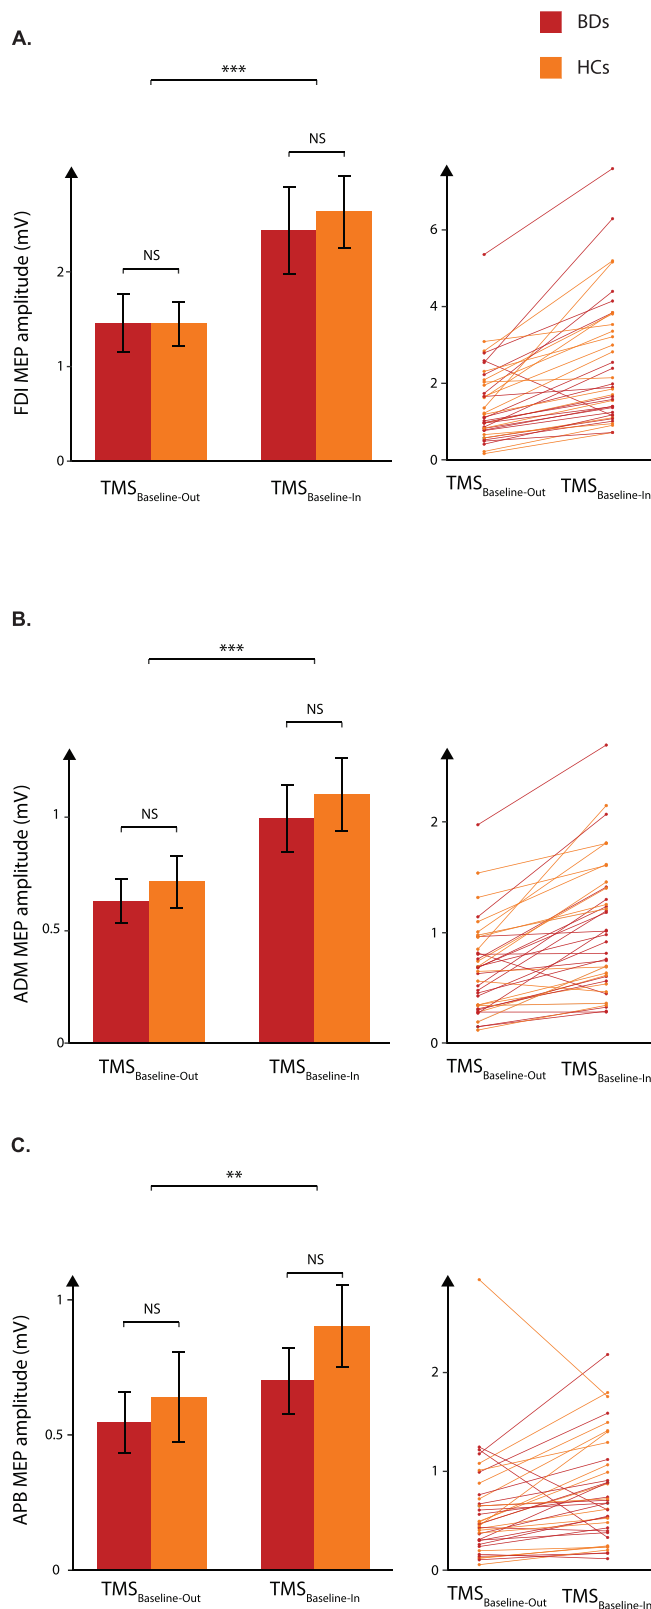 BDs
A.
HCs
***
NS
NS
FDI MEP amplitude (mV)
2
1
0
TMSBaseline-Out
TMSBaseline-In
6
4
2
0
TMSBaseline-Out
TMSBaseline-In
B.
***
NS
NS
ADM MEP amplitude (mV)
1
0.5
0
TMSBaseline-Out
TMSBaseline-In
2
1
0
TMSBaseline-Out
TMSBaseline-In
C.
**
NS
NS
APB MEP amplitude (mV)
1
0.5
0
TMSBaseline-Out
TMSBaseline-In
2
1
0
TMSBaseline-Out
TMSBaseline-In